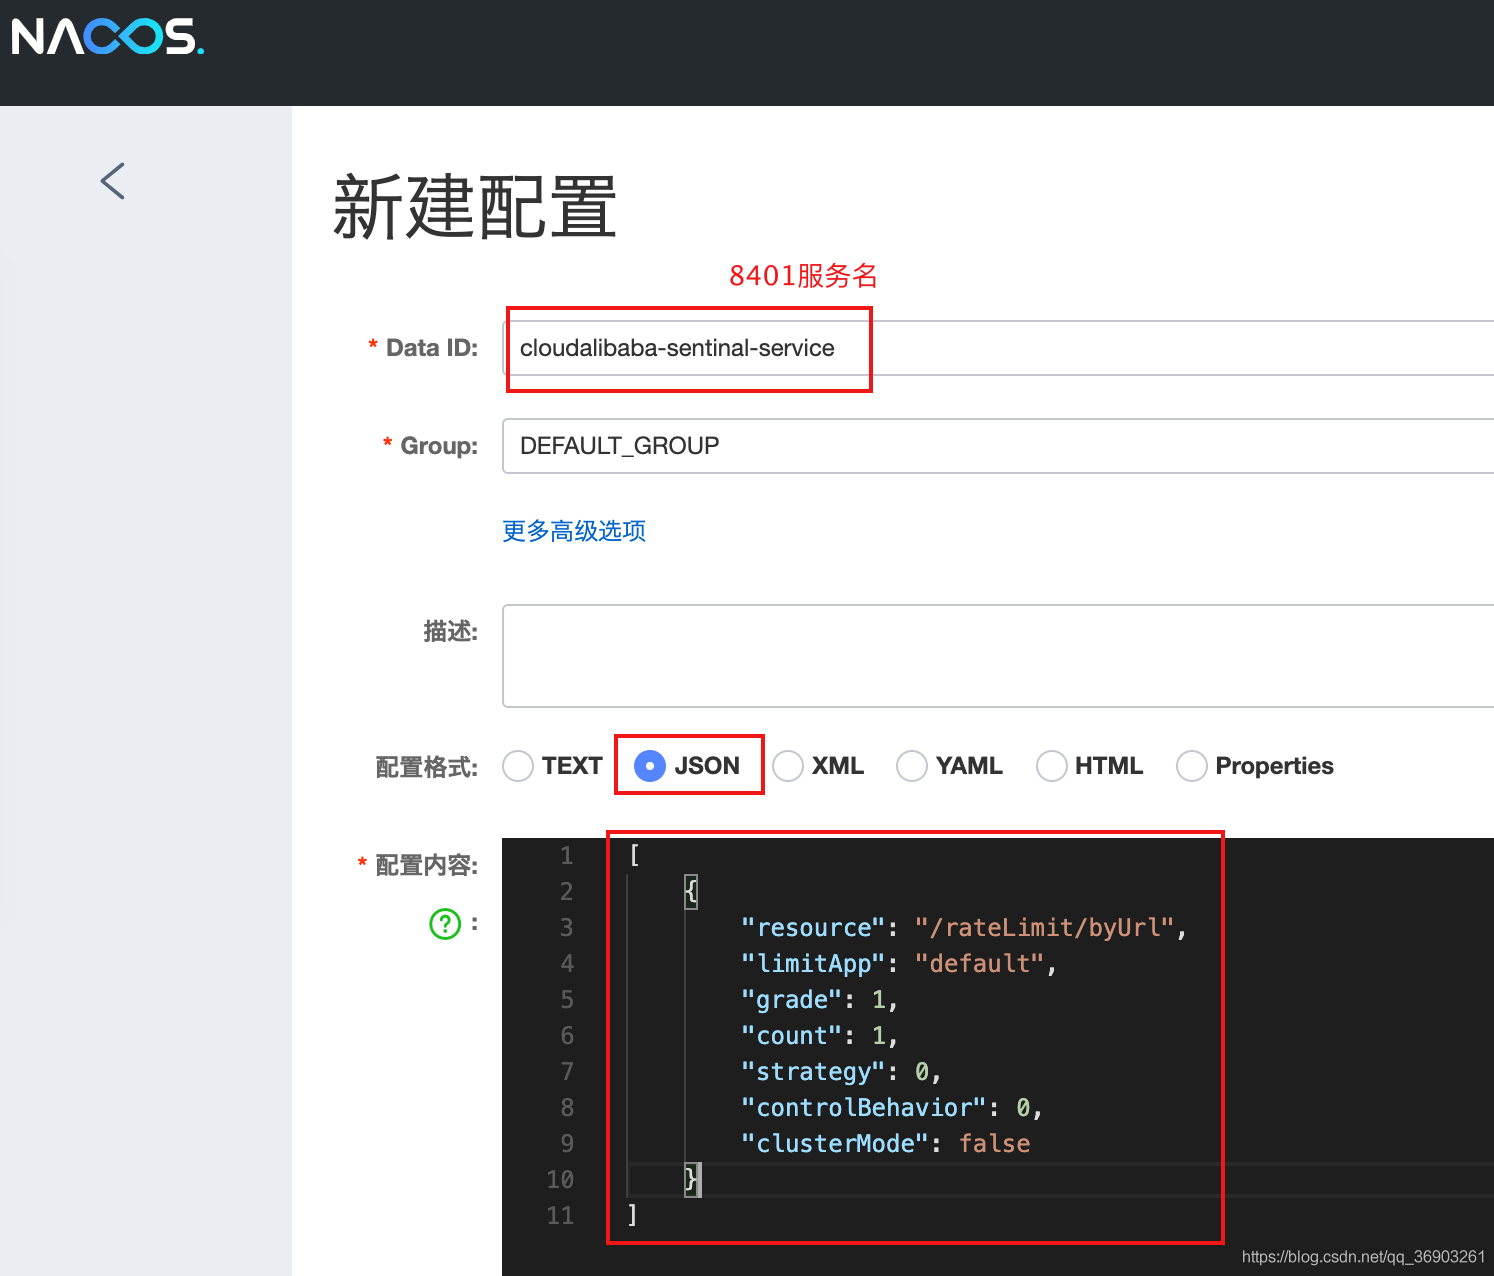 NACOS.
新建配置
8401服务名
* Data ID: cloudalibaba-sentinal-service
* Group: DEFAULT_GROUP
更多高级选项
描述:
配置格式: TEXT JSON XML YAML HTML Properties
* 配置内容:
? :
1 [
2 {
3 "resource": "/rateLimit/byUrl",
4 "limitApp": "default",
5 "grade": 1,
6 "count": 1,
7 "strategy": 0,
8 "controlBehavior": 0,
9 "clusterMode": false
10 }
11 ]
https://blog.csdn.net/qq_36903261